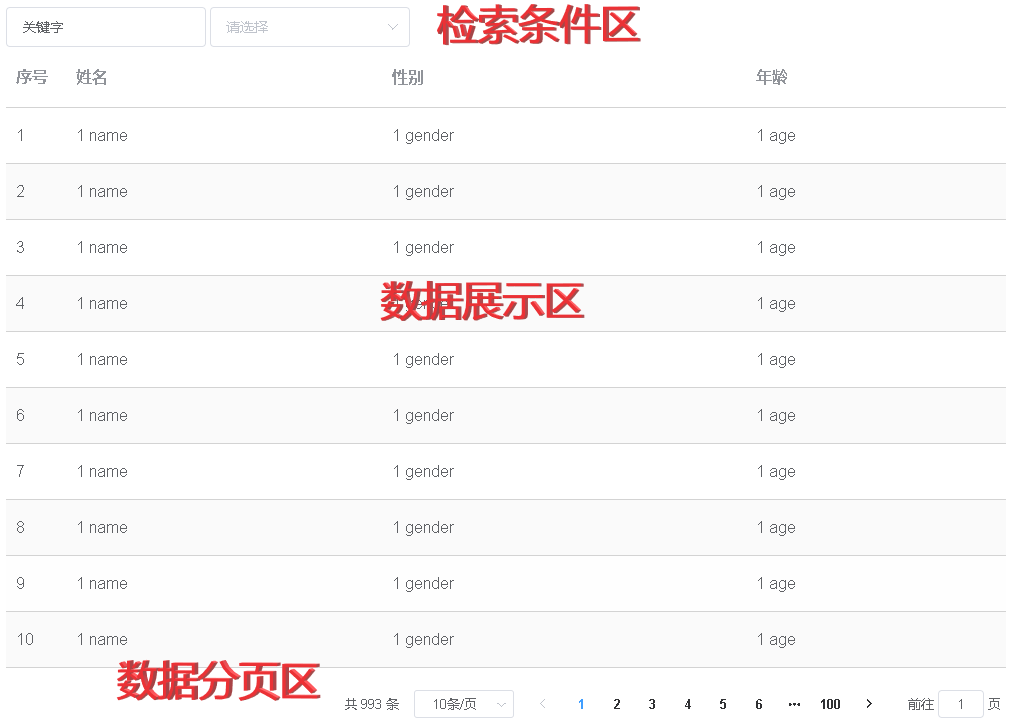 关键字 请选择 检索条件区
序号 姓名 性别 年龄
1 1 name 1 gender 1 age
2 1 name 1 gender 1 age
3 1 name 1 gender 1 age
4 1 name 数据展示区 1 age
5 1 name 1 gender 1 age
6 1 name 1 gender 1 age
7 1 name 1 gender 1 age
8 1 name 1 gender 1 age
9 1 name 1 gender 1 age
10 1 name 1 gender 1 age
数据分页区
共 993 条 10条/页 1 2 3 4 5 6 ··· 100 前往 1 页